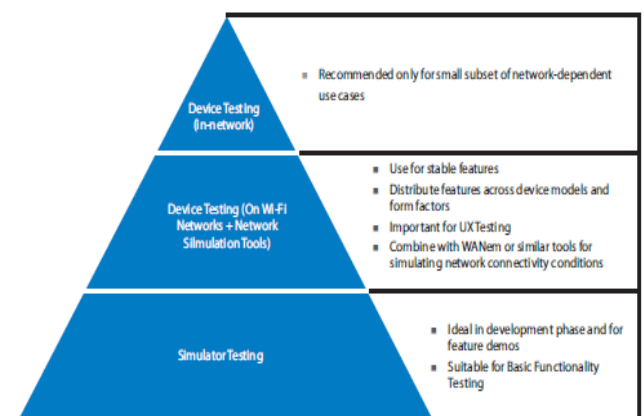 Device Testing
(In-network)
▪ Recommended only for small subset of network-dependent
use cases
Device Testing (On Wi-Fi
Networks + Network
Silmulation Tools)
▪ Use for stable features
▪ Distribute features across device models and
form factors
▪ Important for UX Testing
▪ Combine with WANem or similar tools for
simulating network connectivity conditions
Simulator Testing
▪ Ideal in development phase and for
feature demos
▪ Suitable for Basic Functionality
Testing